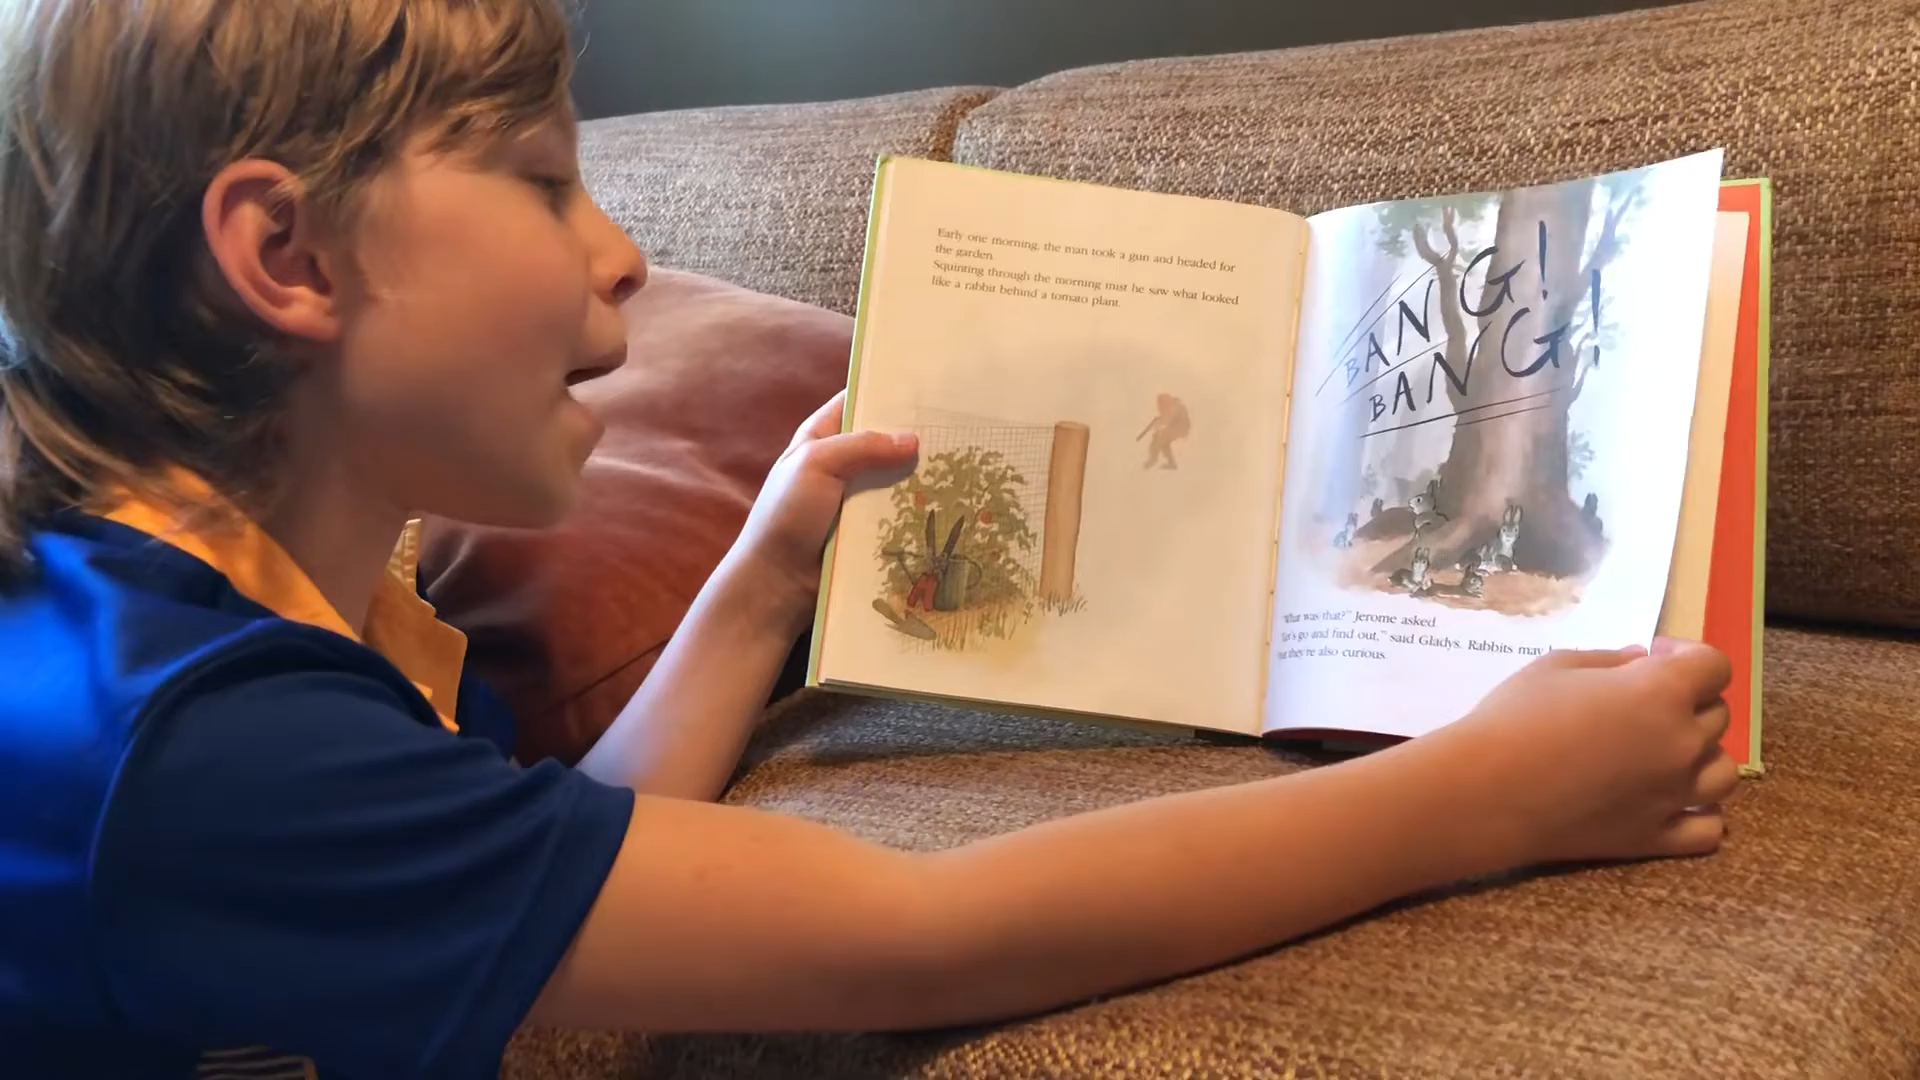 Early one morning, the man took a gun and headed for
the garden.
Squinting through the morning mist he saw what looked
like a rabbit behind a tomato plant.
BANG!
BANG!
"What was that?" Jerome asked
"Let's go and find out," said Gladys. Rabbits may
but they're also curious.